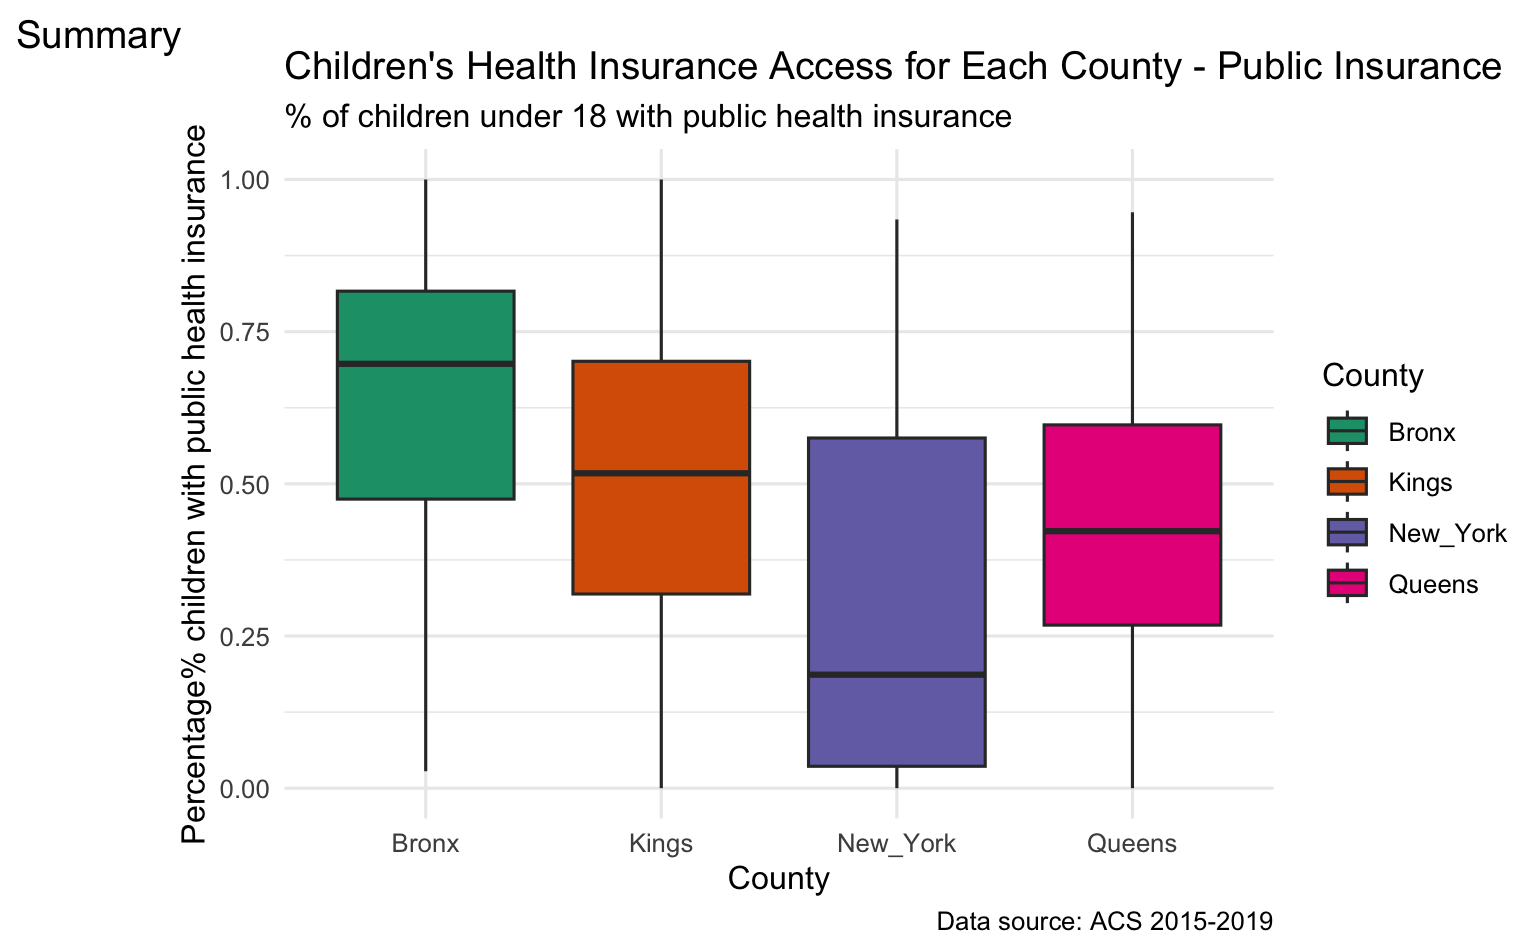 Summary
Children's Health Insurance Access for Each County - Public Insurance
% of children under 18 with public health insurance
Percentage% children with public health insurance
1.00
0.75
0.50
0.25
0.00
Bronx
Kings
New_York
Queens
County
County
Bronx
Kings
New_York
Queens
Data source: ACS 2015-2019